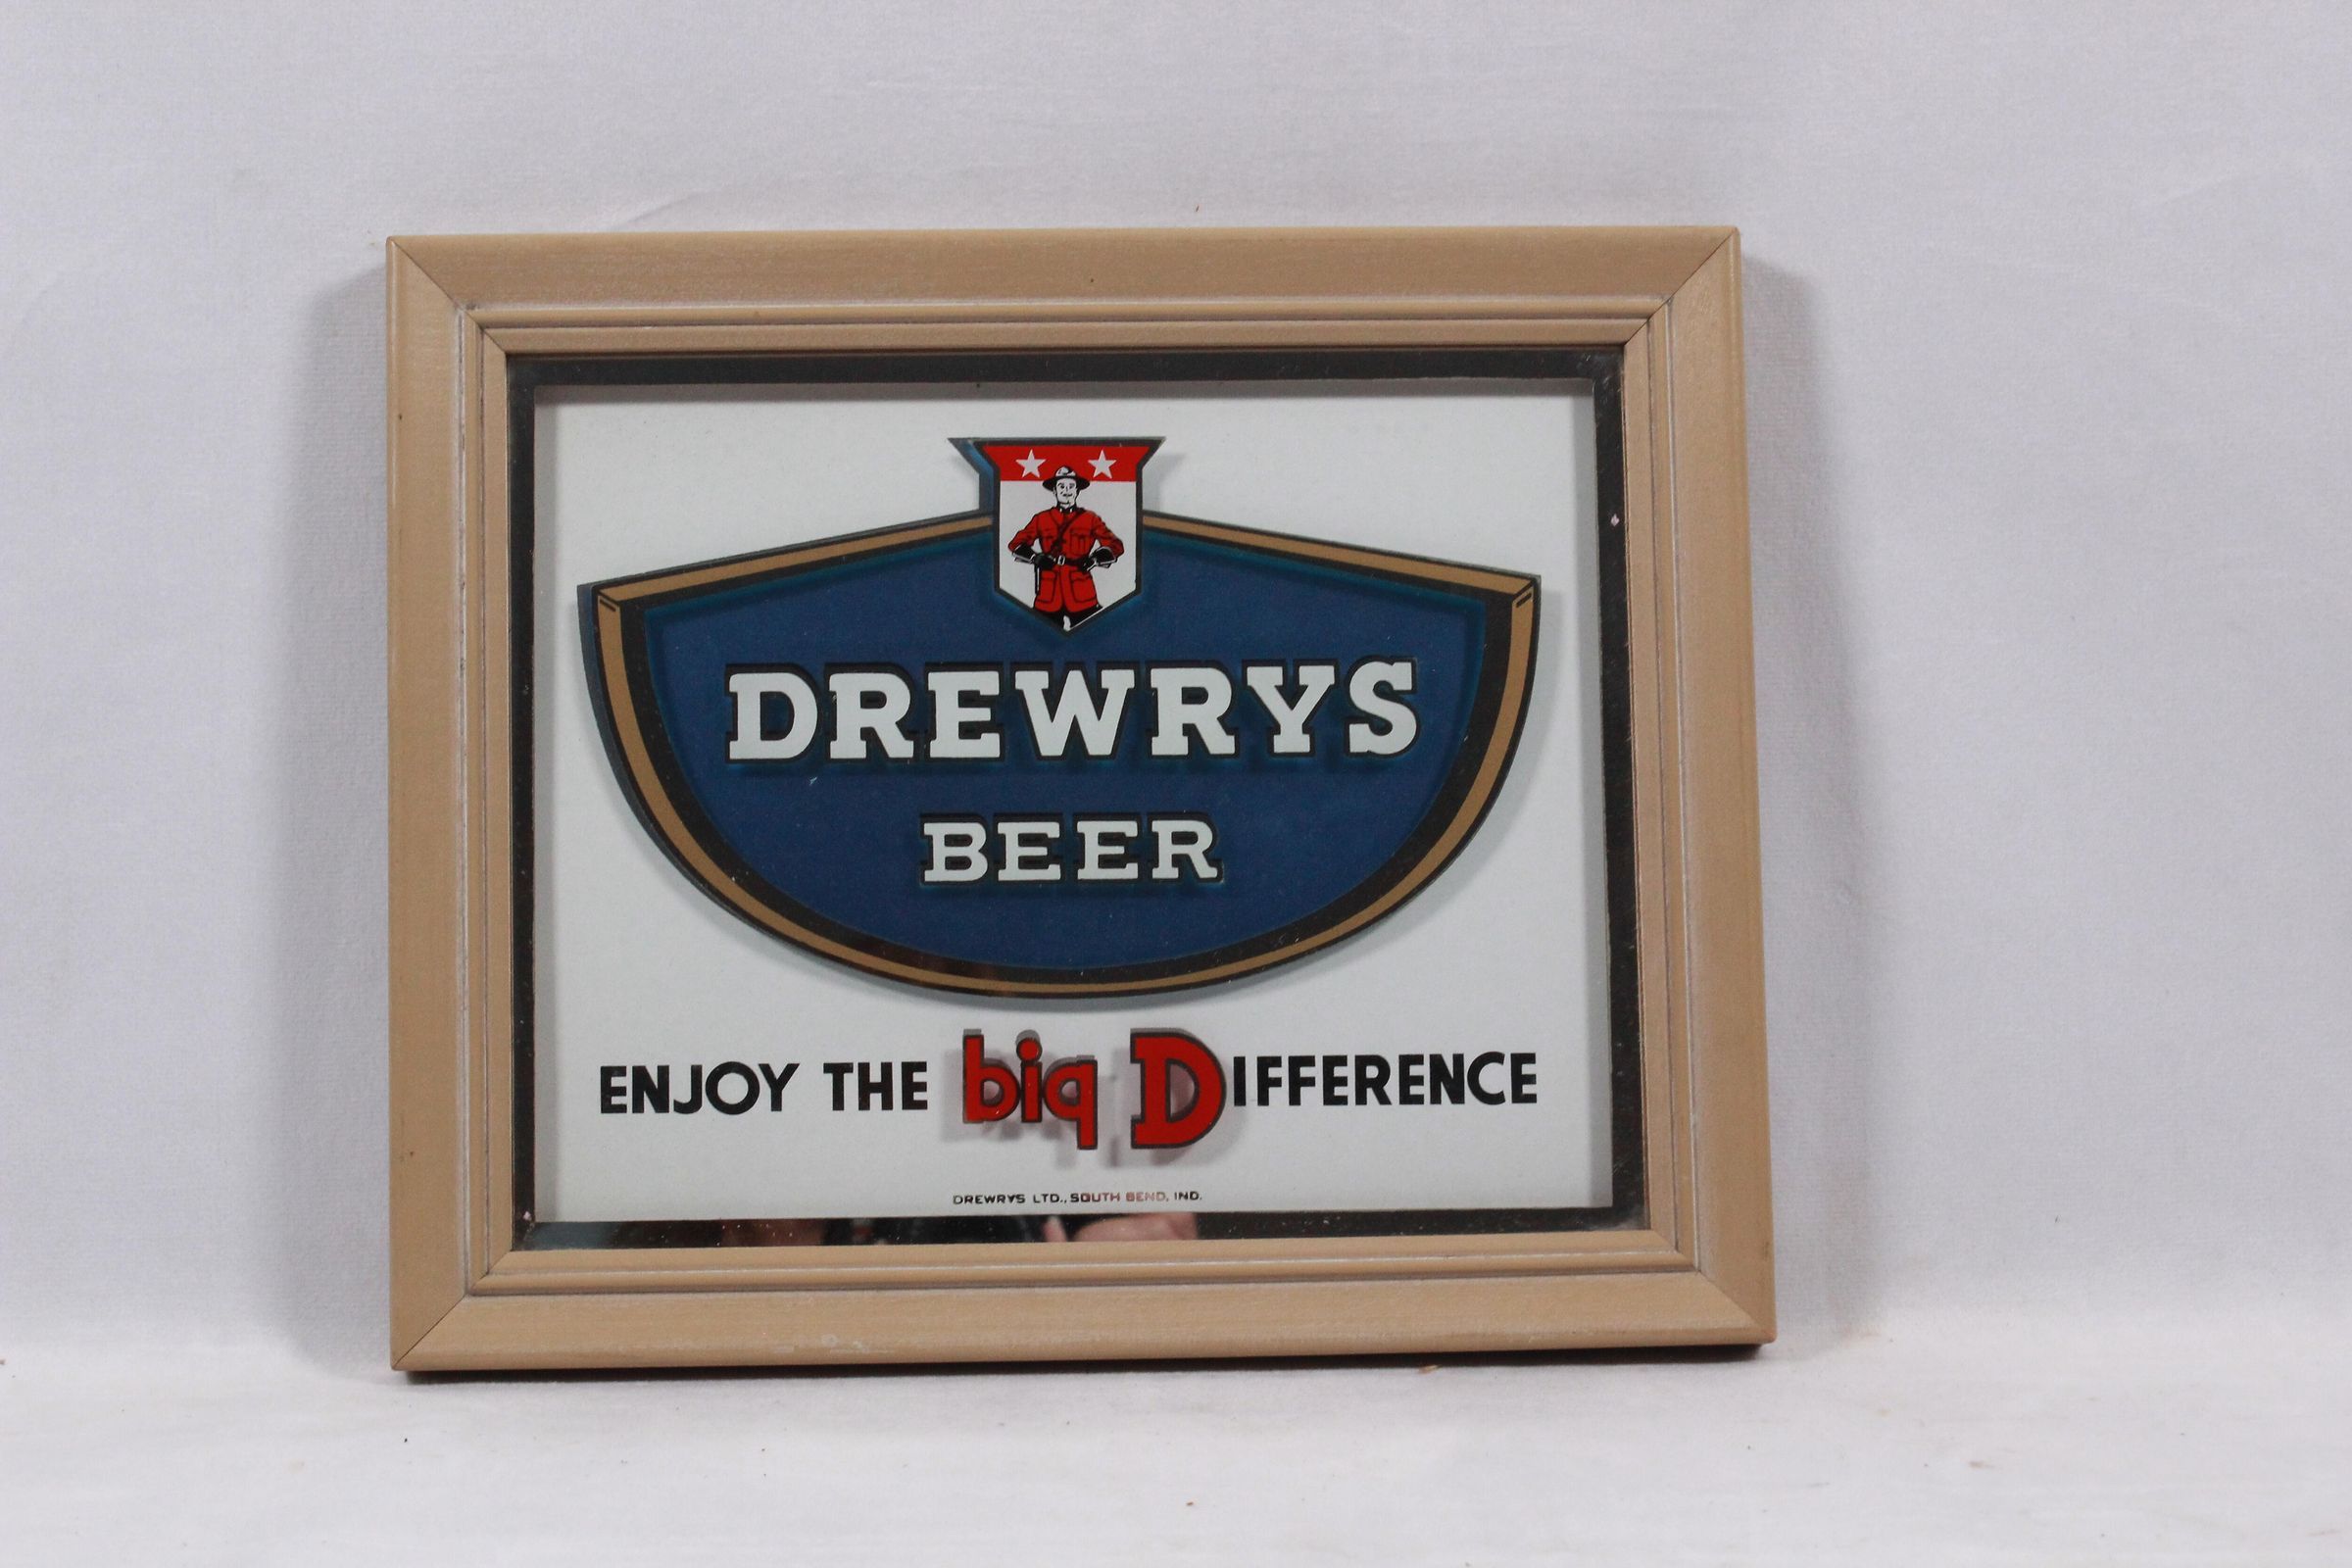 DREWRYS
BEER
ENJOY THE big DIFFERENCE
DREWRYS LTD., SOUTH BEND, IND.